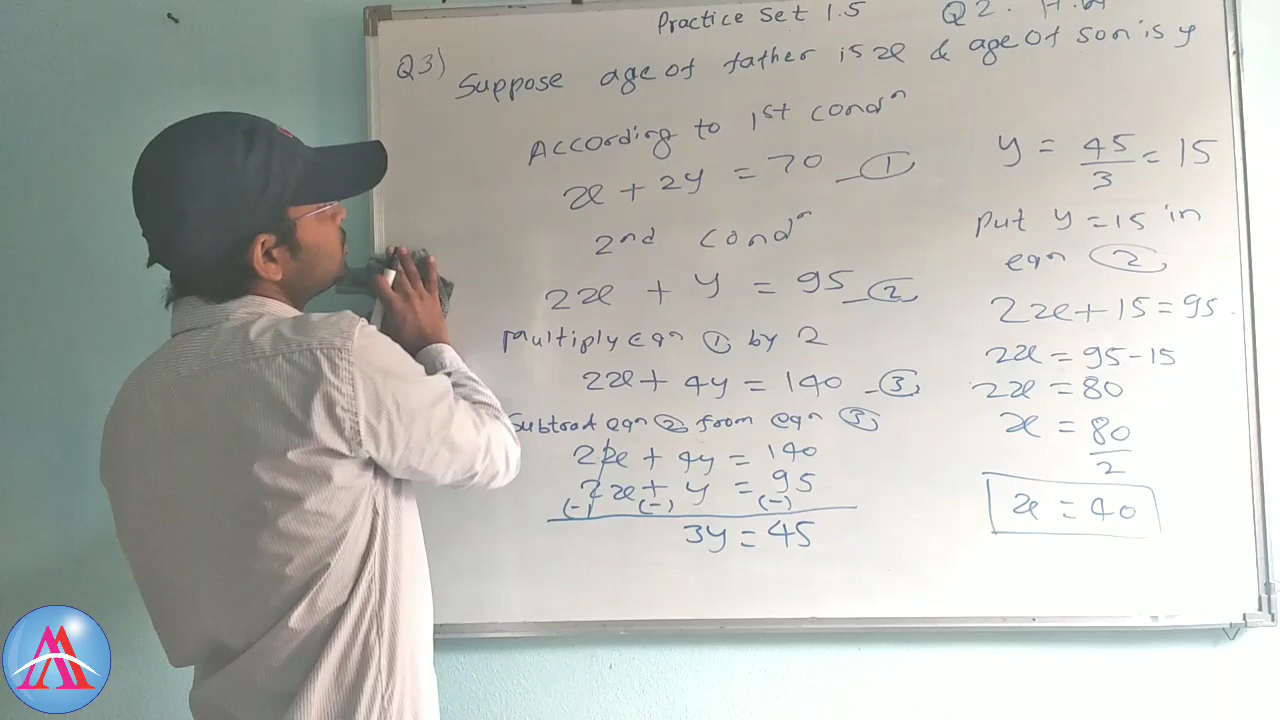 Practice Set 1.5 Q2. H.W
Q3) Suppose age of father is x & age of son is y
According to 1st condⁿ
x + 2y = 70 —①
2nd condⁿ
2x + y = 95 —②
Multiply eqn ① by 2
2x + 4y = 140 —③
Subtract eqn ② from eqn ③
2x + 4y = 140
2x + y = 95
(-) (-) (-)
3y = 45
y = 45/3 = 15
Put y = 15 in
eqn ②
2x + 15 = 95
2x = 95 - 15
2x = 80
x = 80/2
x = 40
M